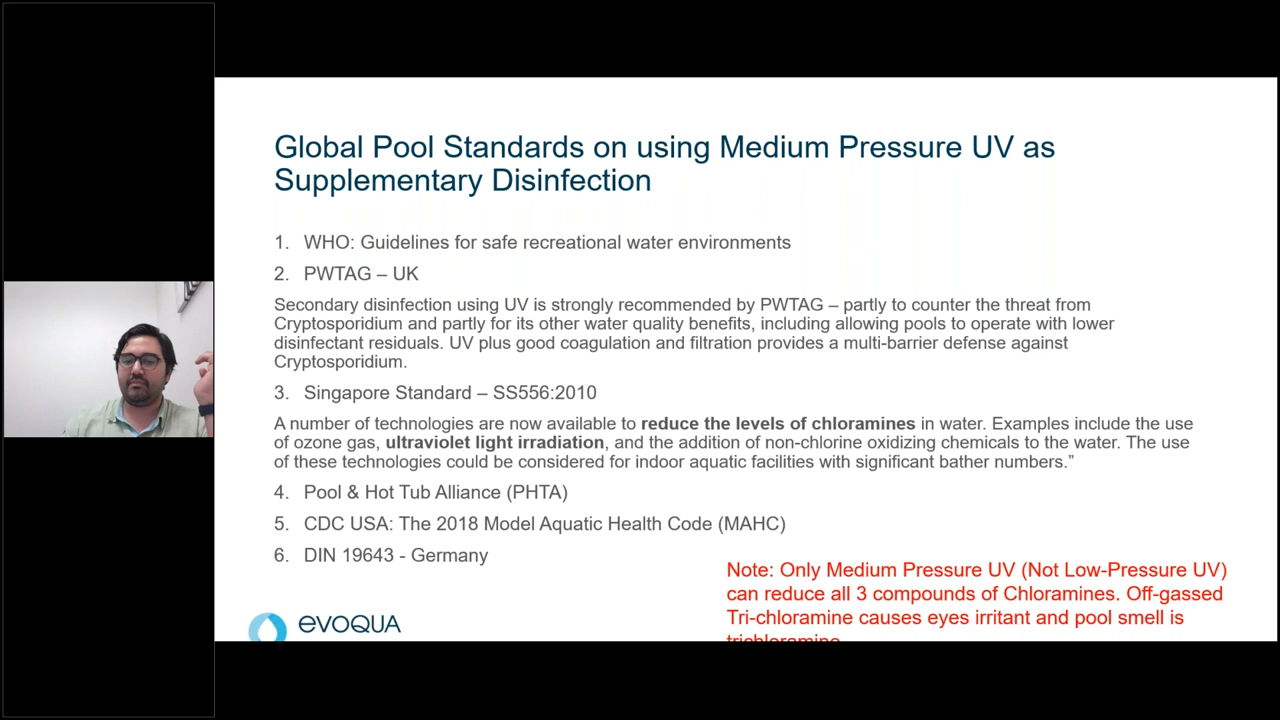 Global Pool Standards on using Medium Pressure UV as
Supplementary Disinfection
1. WHO: Guidelines for safe recreational water environments
2. PWTAG – UK
Secondary disinfection using UV is strongly recommended by PWTAG – partly to counter the threat from
Cryptosporidium and partly for its other water quality benefits, including allowing pools to operate with lower
disinfectant residuals. UV plus good coagulation and filtration provides a multi-barrier defense against
Cryptosporidium.
3. Singapore Standard – SS556:2010
A number of technologies are now available to reduce the levels of chloramines in water. Examples include the use
of ozone gas, ultraviolet light irradiation, and the addition of non-chlorine oxidizing chemicals to the water. The use
of these technologies could be considered for indoor aquatic facilities with significant bather numbers.”
4. Pool & Hot Tub Alliance (PHTA)
5. CDC USA: The 2018 Model Aquatic Health Code (MAHC)
6. DIN 19643 - Germany
Note: Only Medium Pressure UV (Not Low-Pressure UV)
can reduce all 3 compounds of Chloramines. Off-gassed
Tri-chloramine causes eyes irritant and pool smell is
trichloramine
evoqua